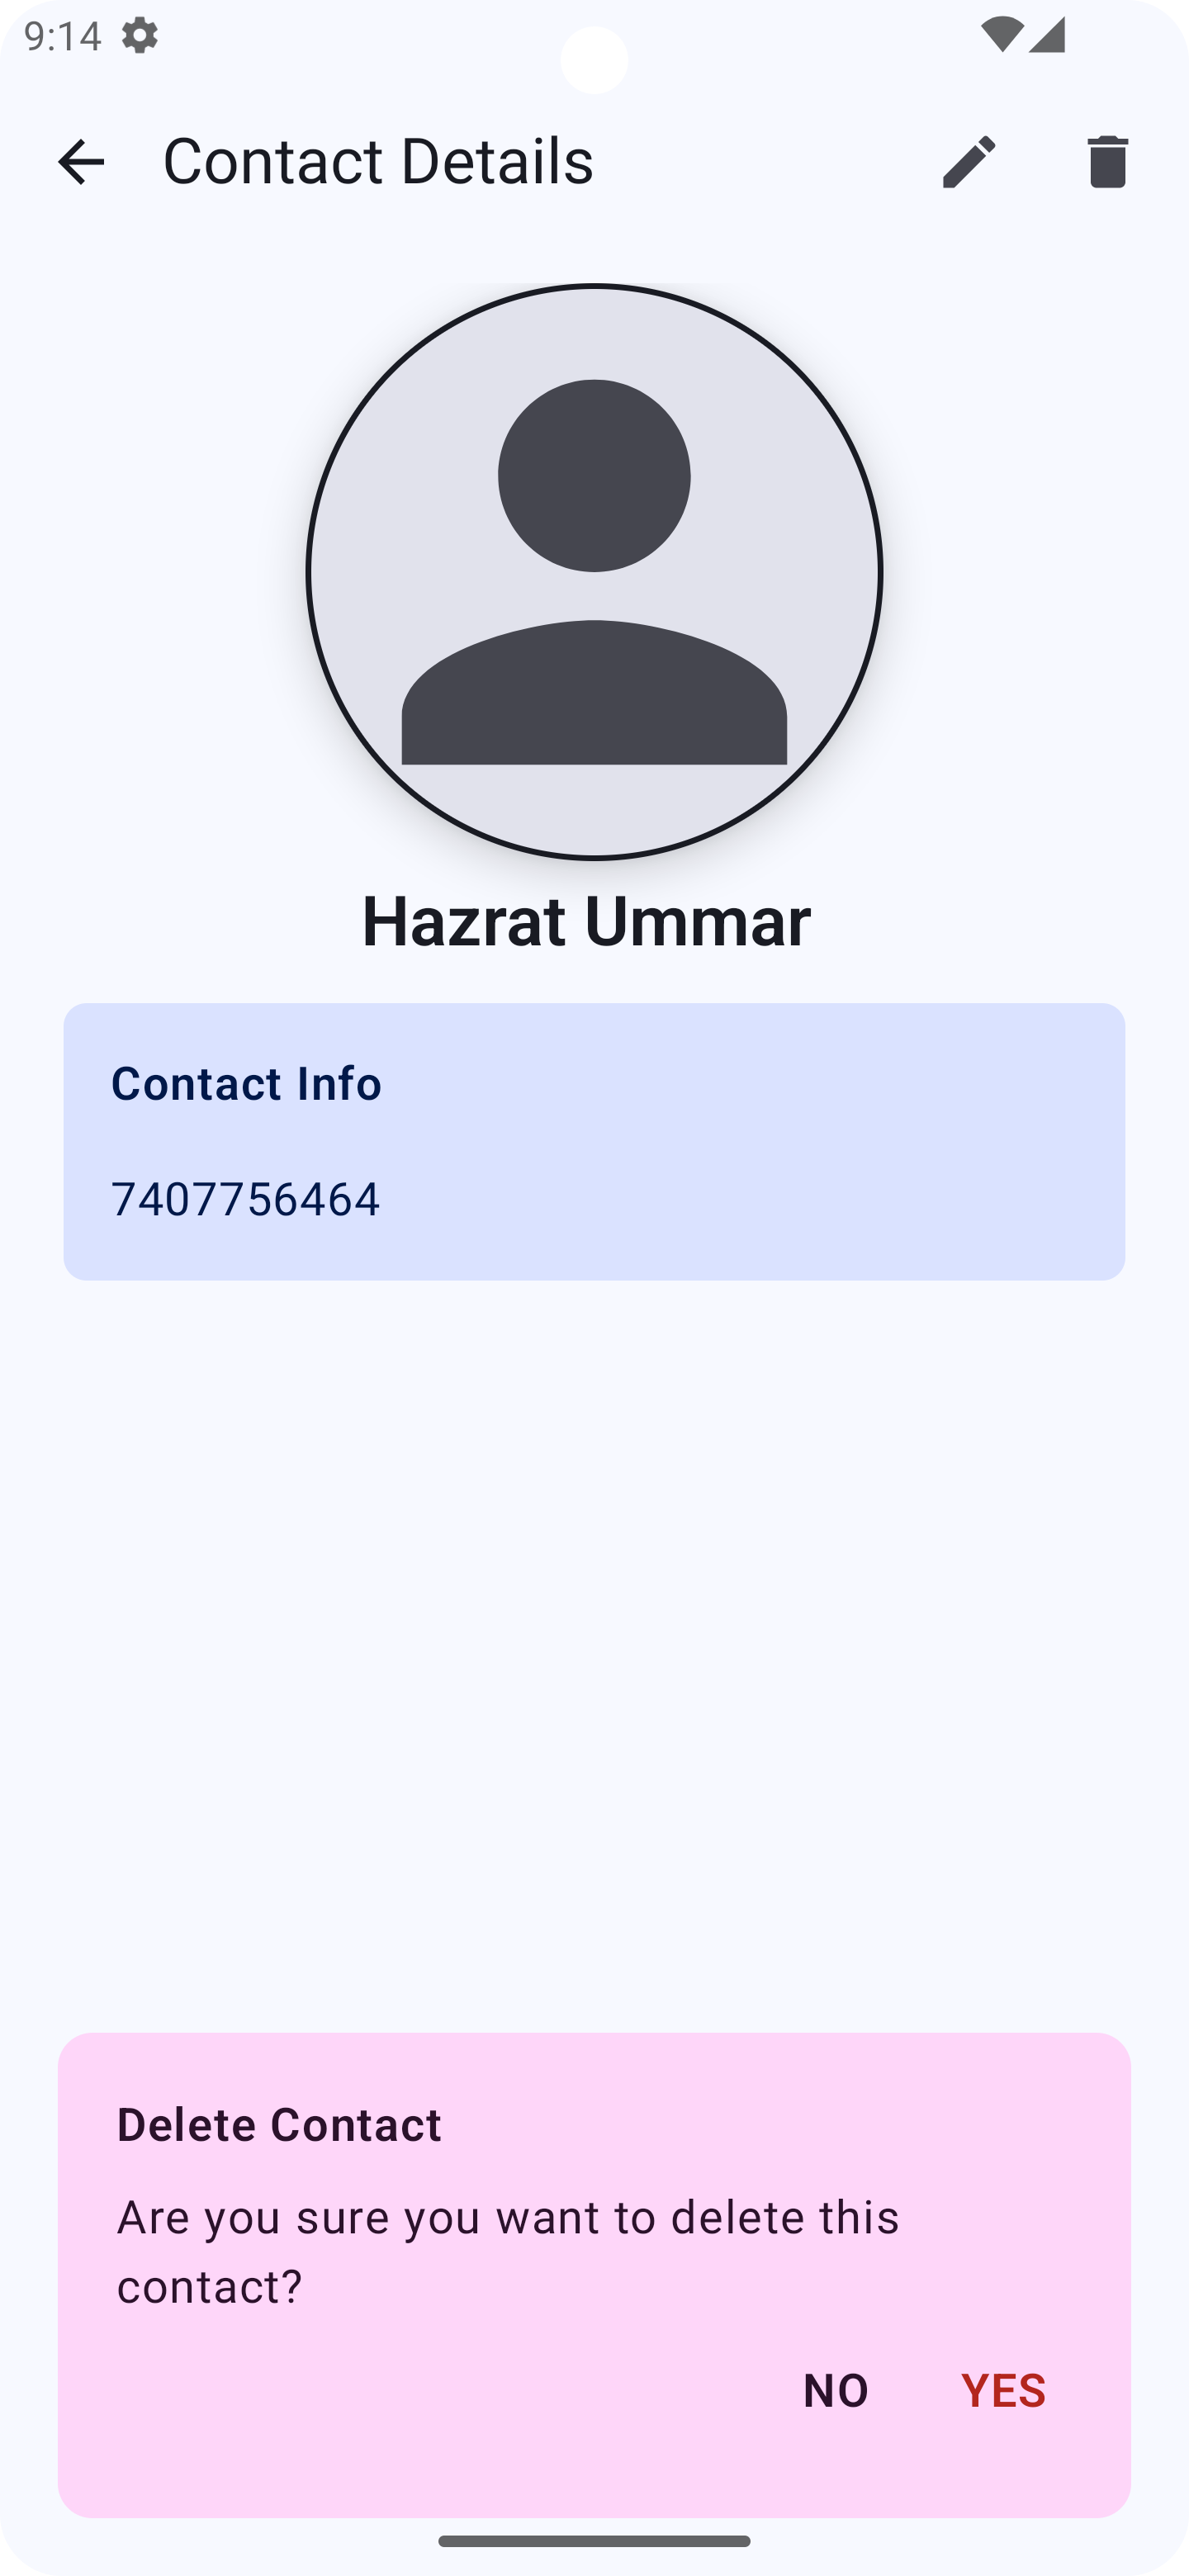 9:14
Contact Details
Hazrat Ummar
Contact Info
7407756464
Delete Contact
Are you sure you want to delete this
contact?
NO YES